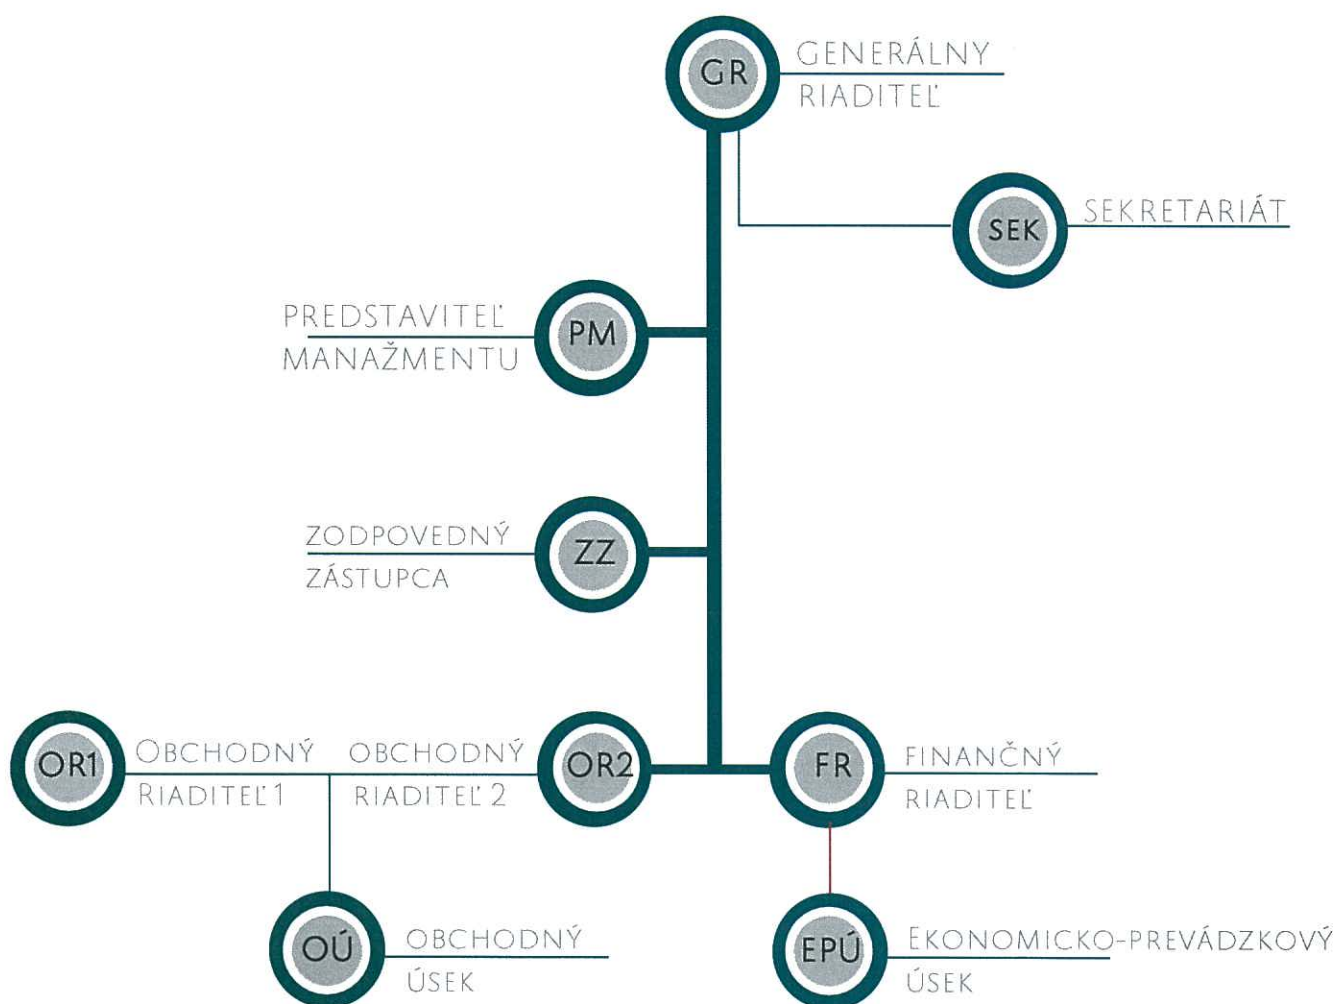 GR
GENERÁLNY
RIADITEĽ
SEK
SEKRETARIÁT
PREDSTAVITEĽ
MANAŽMENTU
PM
ZODPOVEDNÝ
ZÁSTUPCA
ZZ
OR1
OBCHODNÝ
RIADITEĽ 1
OBCHODNÝ
RIADITEĽ 2
OR2
FR
FINANČNÝ
RIADITEĽ
OÚ
OBCHODNÝ
ÚSEK
EPÚ
EKONOMICKO-PREVÁDZKOVÝ
ÚSEK